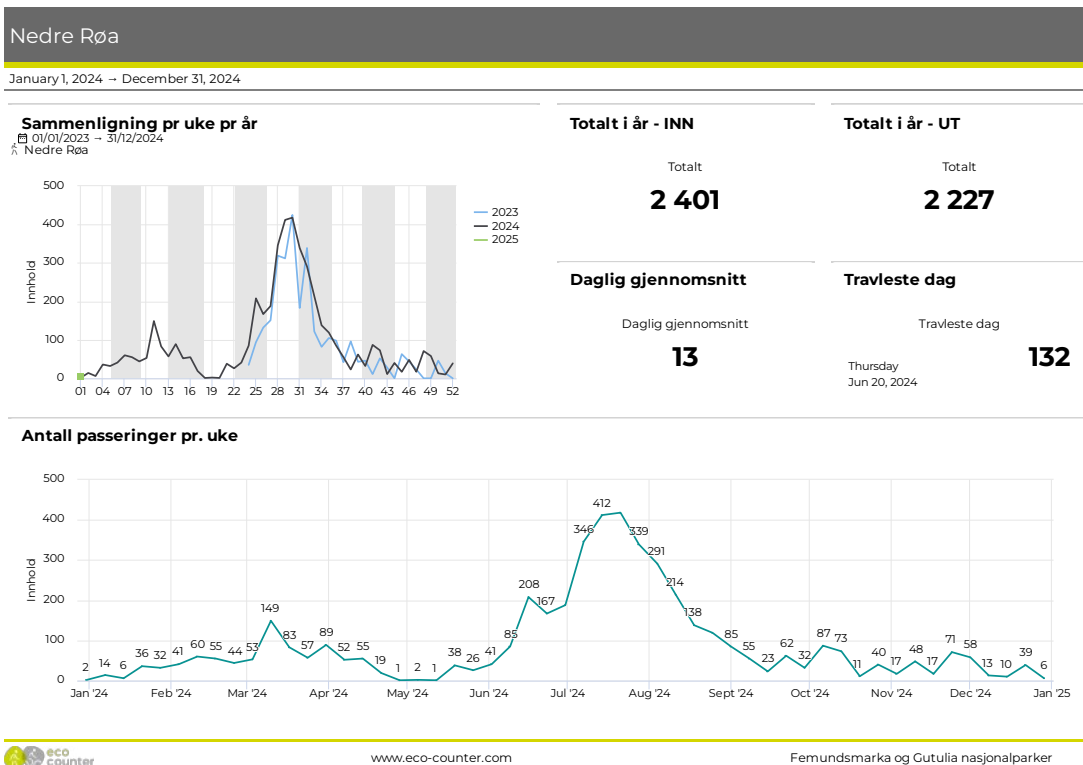 Nedre Røa
January 1, 2024 → December 31, 2024
Sammenligning pr uke pr år
01/01/2023 → 31/12/2024
Nedre Røa
Innhold
500
400
300
200
100
0
01 04 07 10 13 16 19 22 25 28 31 34 37 40 43 46 49 52
2023
2024
2025
Totalt i år - INN
Totalt
2 401
Totalt i år - UT
Totalt
2 227
Daglig gjennomsnitt
Daglig gjennomsnitt
13
Travleste dag
Travleste dag
Thursday
Jun 20, 2024
132
Antall passeringer pr. uke
Innhold
500
400
300
200
100
0
2 14 6 36 32 41 60 55 44 53 149 83 57 89 52 55 19 1 2 1 38 26 41 85 208 167 346 412 339 291 214 138 85 55 23 62 32 87 73 11 40 17 48 17 71 58 13 10 39 6
Jan '24 Feb '24 Mar '24 Apr '24 May '24 Jun '24 Jul '24 Aug '24 Sept '24 Oct '24 Nov '24 Dec '24 Jan '25
eco
counter
www.eco-counter.com
Femundsmarka og Gutulia nasjonalparker